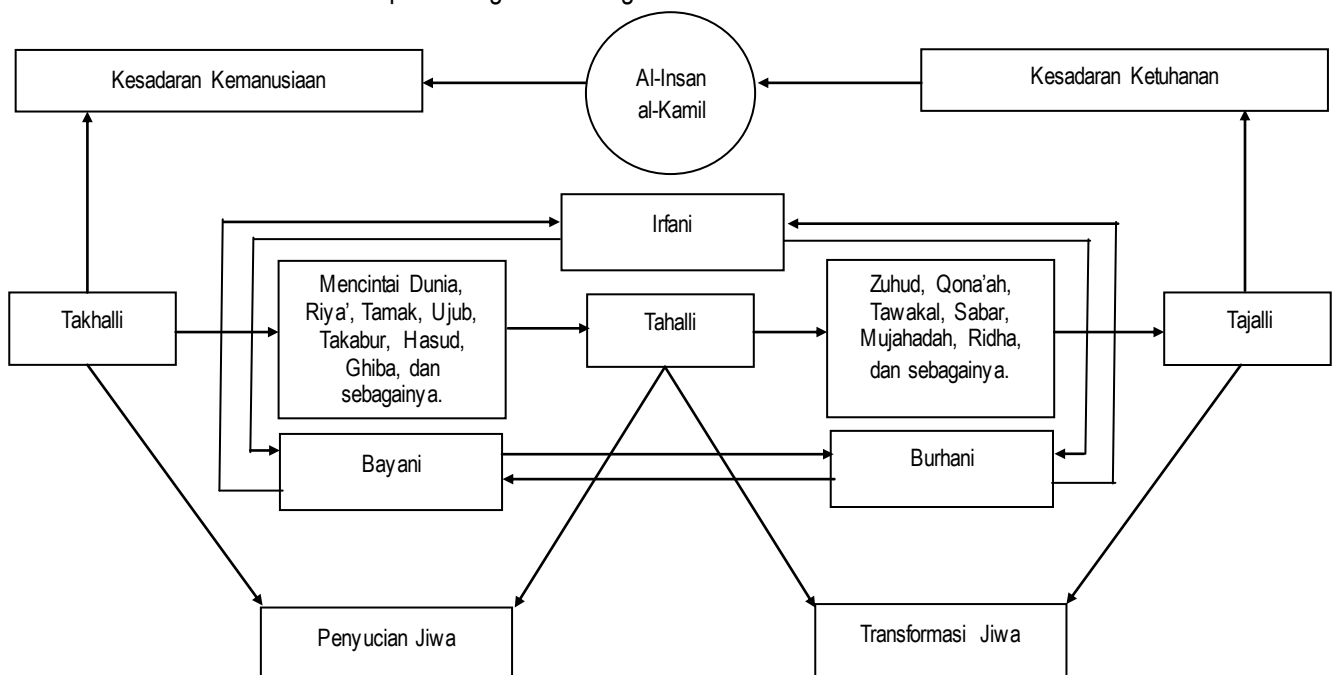 Kesadaran Kemanusiaan
Al-Insan
al-Kamil
Kesadaran Ketuhanan
Irfani
Takhalli
Mencintai Dunia,
Riya’, Tamak, Ujub,
Takabur, Hasud,
Ghiba, dan
sebagainya.
Tahalli
Zuhud, Qona’ah,
Tawakal, Sabar,
Mujahadah, Ridha,
dan sebagainya.
Tajalli
Bayani
Burhani
Penyucian Jiwa
Transformasi Jiwa